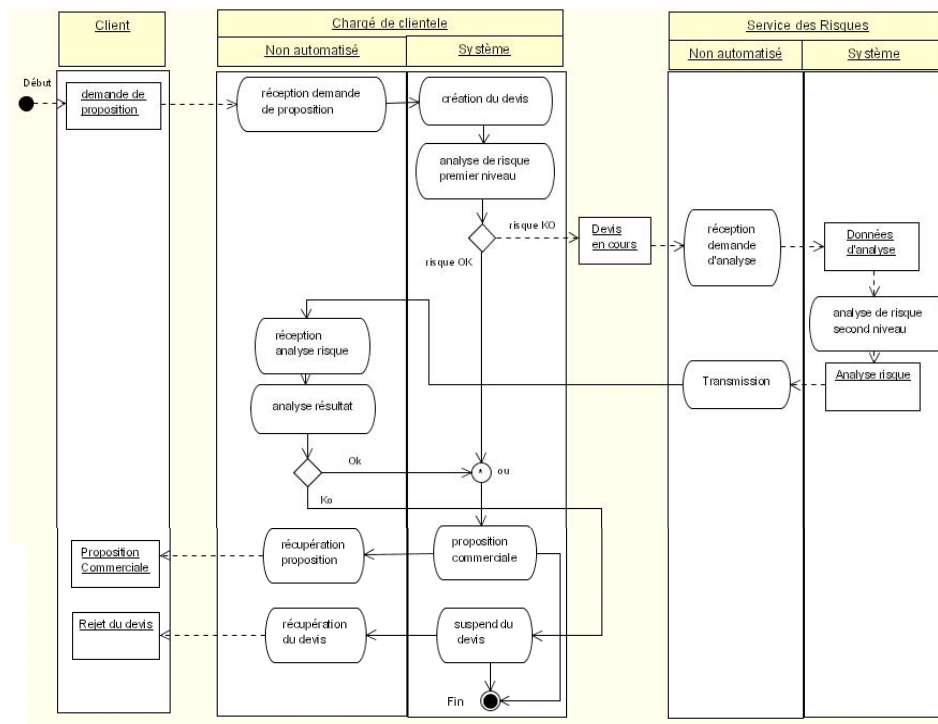 Client
Chargé de clientele
Service des Risques
Non automatisé
Système
Non automatisé
Système
Début
demande de
proposition
réception demande
de proposition
création du devis
analyse de risque
premier niveau
risque KO
risque OK
Devis
en cours
réception
demande
d'analyse
Données
d'analyse
analyse de risque
second niveau
Analyse risque
Transmission
réception
analyse risque
analyse résultat
Ok
Ko
* ou
proposition
commerciale
récupération
proposition
Proposition
Commerciale
suspend du
devis
récupération
du devis
Rejet du devis
Fin